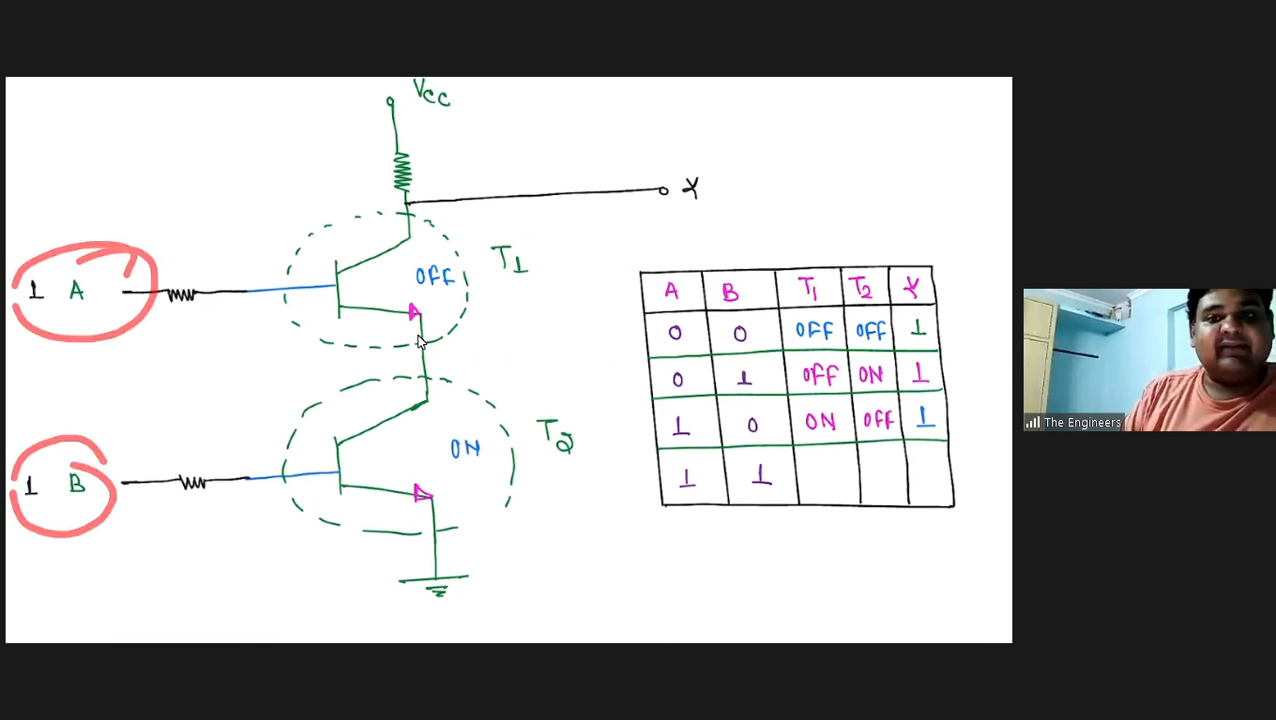 Vcc
Y
T1
OFF
1 A
T2
ON
1 B
A B T1 T2 Y
0 0 OFF OFF 1
0 1 OFF ON 1
1 0 ON OFF 1
1 1
The Engineers